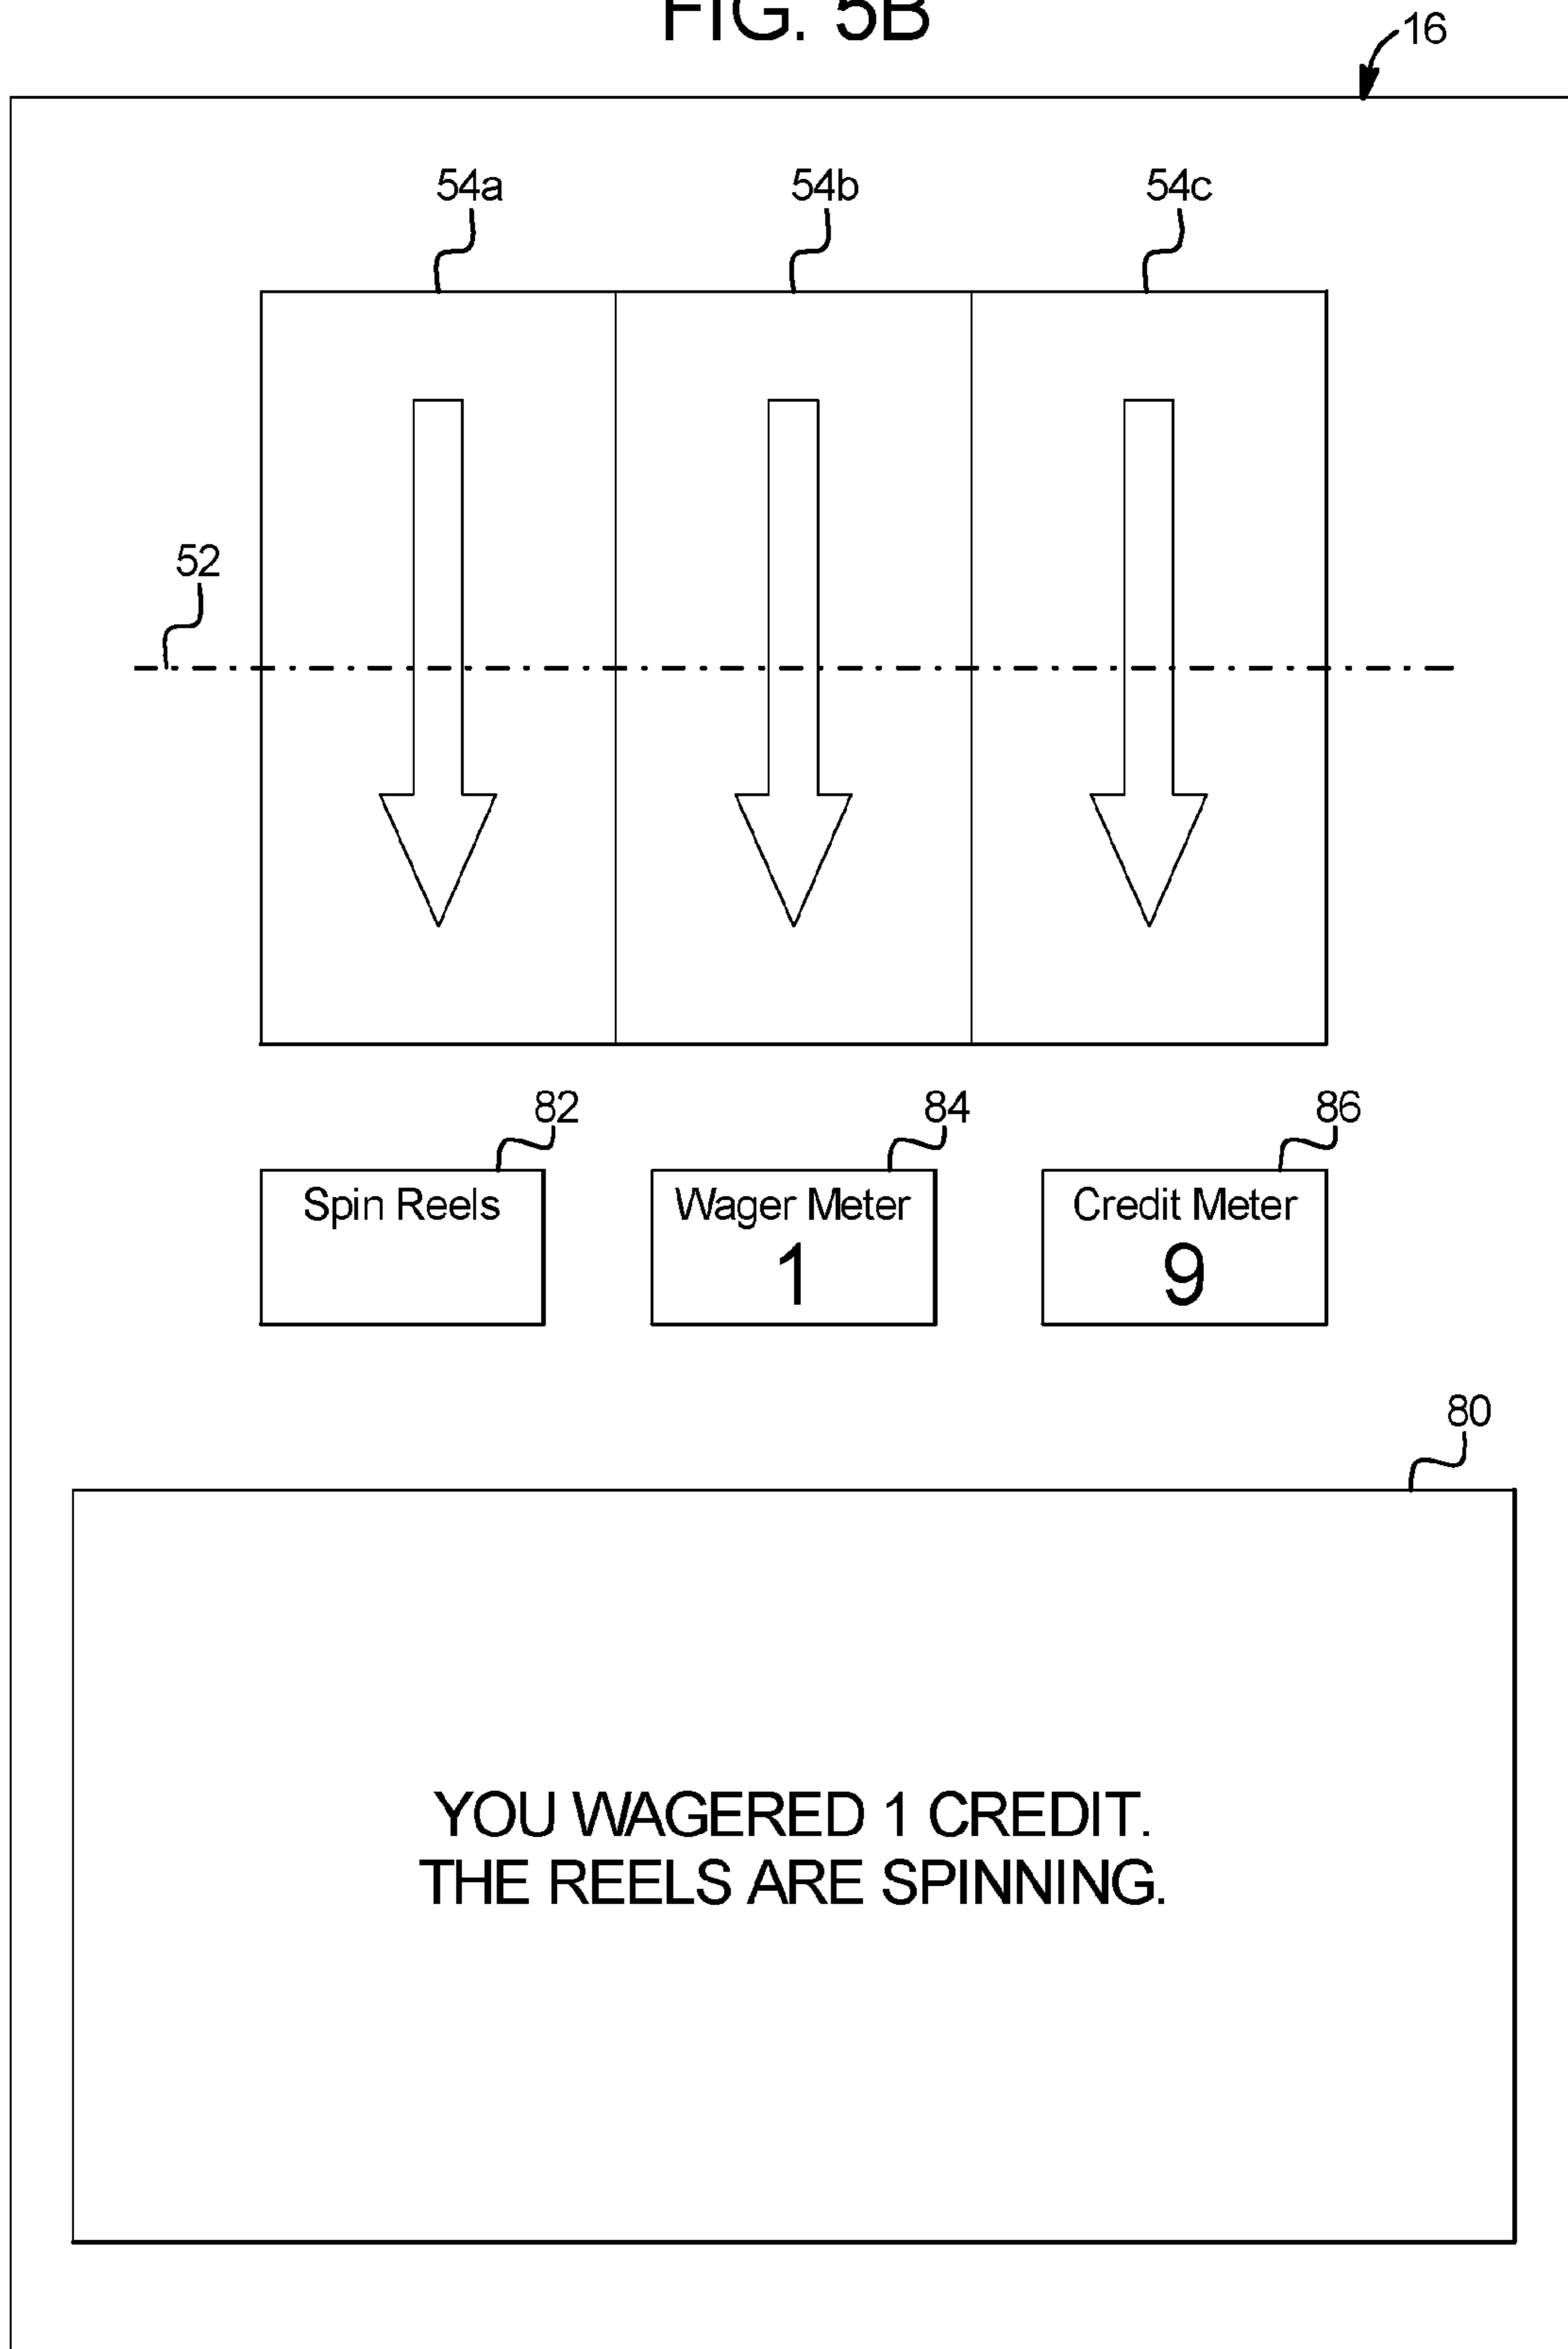 FIG. 5B
16
54a 54b 54c
52
82 84 86
Spin Reels Wager Meter Credit Meter
1 9
80
YOU WAGERED 1 CREDIT.
THE REELS ARE SPINNING.